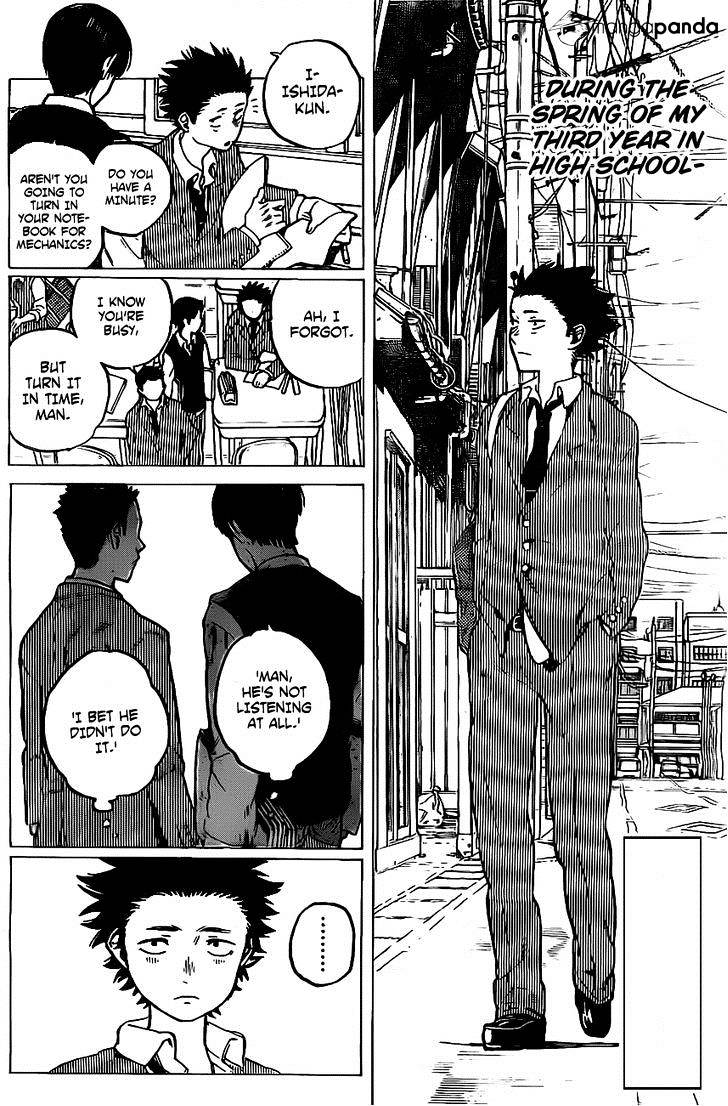 mangapanda
DURING THE
SPRING OF MY
THIRD YEAR IN
HIGH SCHOOL-
I-
ISHIDA-
KUN.
DO YOU
HAVE A
MINUTE?
AREN'T YOU
GOING TO
TURN IN
YOUR NOTE-
BOOK FOR
MECHANICS?
AH, I
FORGOT.
I KNOW
YOU'RE
BUSY,
BUT
TURN IT
IN TIME,
MAN.
'MAN,
HE'S NOT
LISTENING
AT ALL.'
'I BET HE
DIDN'T DO
IT.'
........